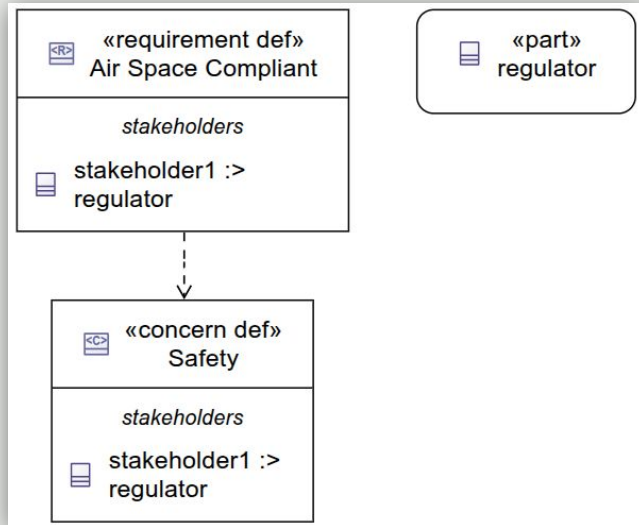 <R>
«requirement def»
Air Space Compliant
stakeholders
stakeholder1 :>
regulator
«part»
regulator
<C>
«concern def»
Safety
stakeholders
stakeholder1 :>
regulator